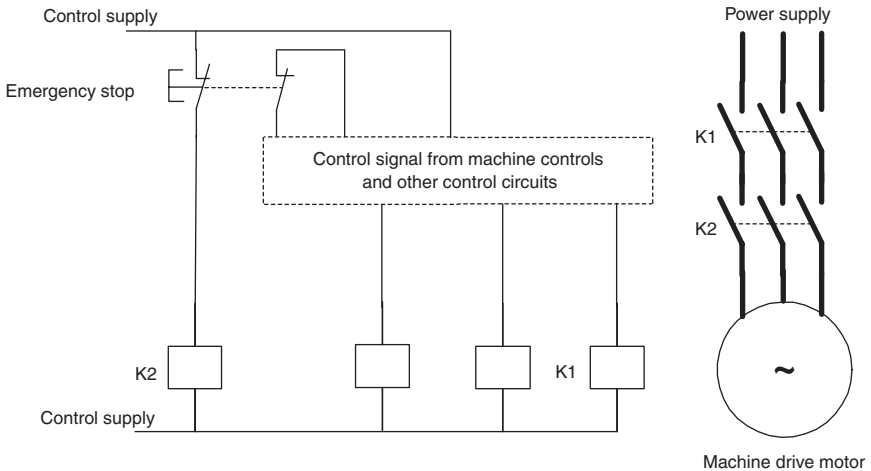 Control supply
Power supply
Emergency stop
K1
Control signal from machine controls
and other control circuits
K2
K2
K1
~
Control supply
Machine drive motor